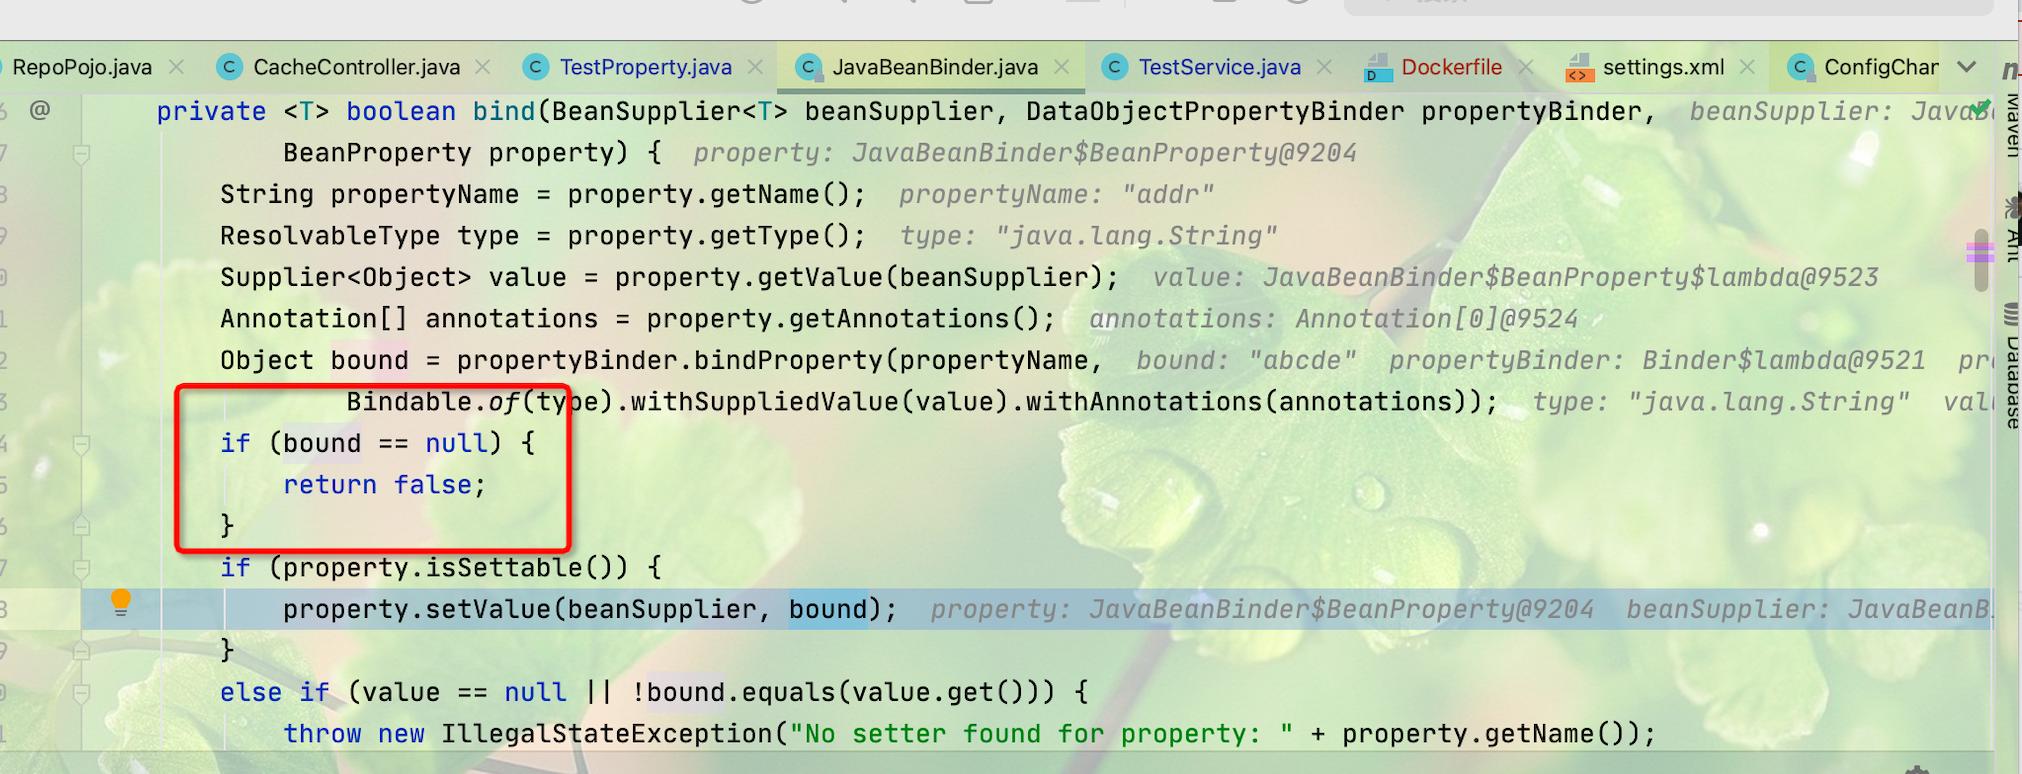 RepoPojo.java CacheController.java TestProperty.java JavaBeanBinder.java TestService.java Dockerfile settings.xml ConfigChan
private <T> boolean bind(BeanSupplier<T> beanSupplier, DataObjectPropertyBinder propertyBinder, beanSupplier: JavaB
BeanProperty property) { property: JavaBeanBinder$BeanProperty@9204
String propertyName = property.getName(); propertyName: "addr"
ResolvableType type = property.getType(); type: "java.lang.String"
Supplier<Object> value = property.getValue(beanSupplier); value: JavaBeanBinder$BeanProperty$lambda@9523
Annotation[] annotations = property.getAnnotations(); annotations: Annotation[0]@9524
Object bound = propertyBinder.bindProperty(propertyName, bound: "abcde" propertyBinder: Binder$lambda@9521 pr
Bindable.of(type).withSuppliedValue(value).withAnnotations(annotations)); type: "java.lang.String" val
if (bound == null) {
return false;
}
if (property.isSettable()) {
property.setValue(beanSupplier, bound); property: JavaBeanBinder$BeanProperty@9204 beanSupplier: JavaBeanB
}
else if (value == null || !bound.equals(value.get())) {
throw new IllegalStateException("No setter found for property: " + property.getName());
Maven
Ant
Database